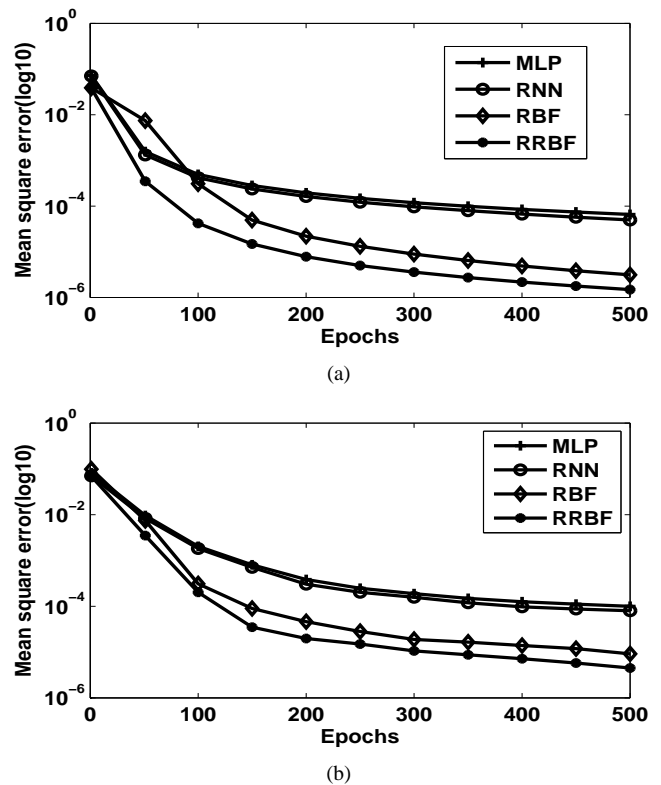 10^0
10^-2
10^-4
10^-6
Mean square error(log10)
MLP
RNN
RBF
RRBF
0 100 200 300 400 500
Epochs
(a)
10^0
10^-2
10^-4
10^-6
Mean square error(log10)
MLP
RNN
RBF
RRBF
0 100 200 300 400 500
Epochs
(b)